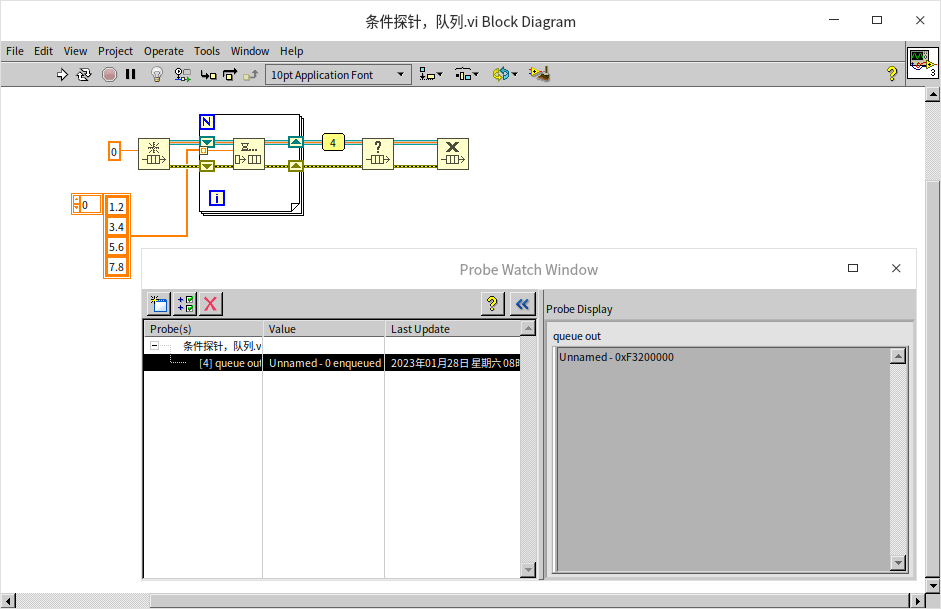 条件探针，队列.vi Block Diagram
File Edit View Project Operate Tools Window Help
10pt Application Font
?
3
N
0
Σ...
4
?
X
i
0
1.2
3.4
5.6
7.8
Probe Watch Window
?
Probe Display
Probe(s) Value Last Update
queue out
条件探针，队列.v
Unnamed - 0xF3200000
[4] queue out Unnamed - 0 enqueued 2023年01月28日 星期六 08